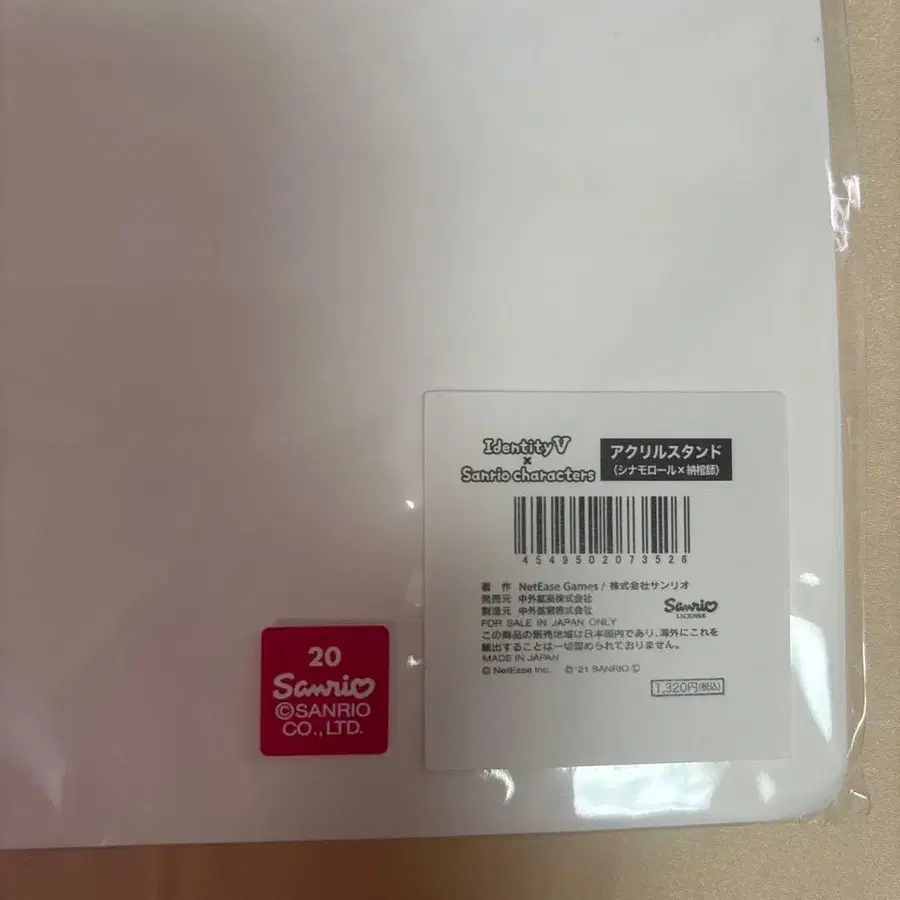 Identity V
×
Sanrio characters
アクリルスタンド
〈シナモロール×納棺師〉
4549502073526
著　作　NetEase Games / 株式会社サンリオ
発売元　中外鉱業株式会社
製造元　中外鉱業株式会社
Sanrio
LICENSE
FOR SALE IN JAPAN ONLY
この商品の販売地域は日本国内であり、海外にこれを
輸出することは一切認められておりません。
MADE IN JAPAN
© NetEase Inc.　© '21 SANRIO Ⓛ
1,320円(税込)
20
Sanrio
©SANRIO
CO.,LTD.